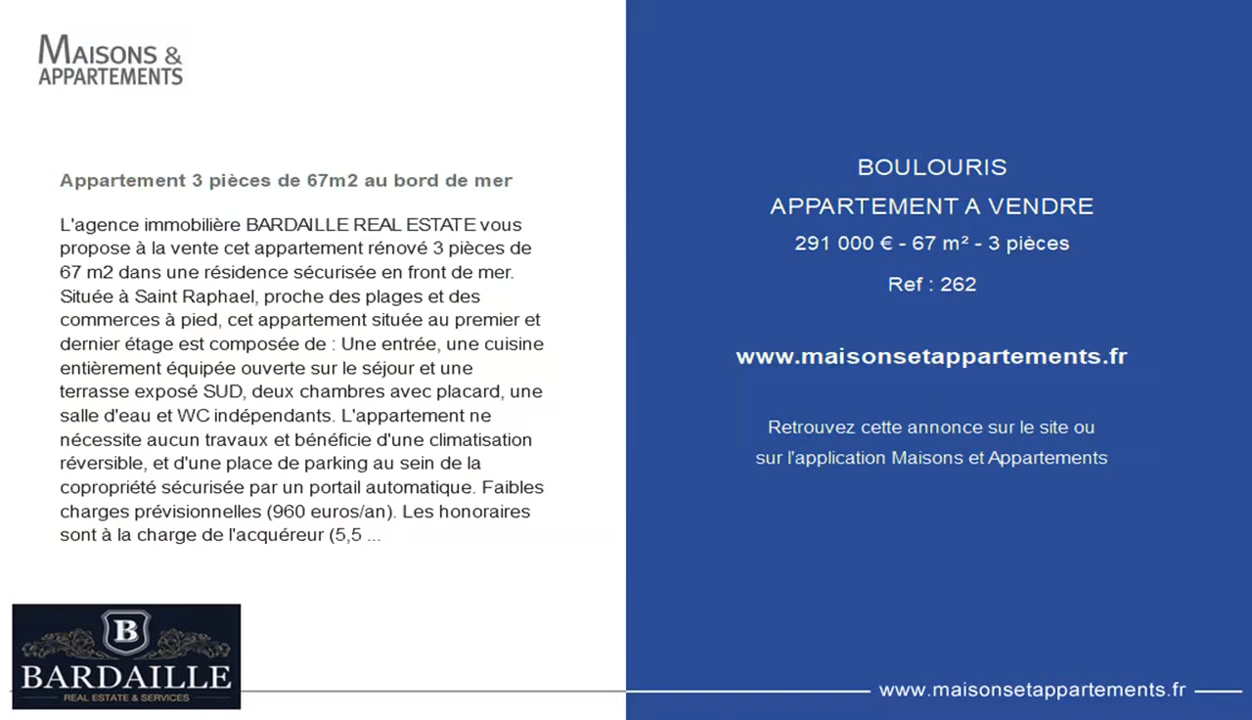 MAISONS &
APPARTEMENTS
Appartement 3 pièces de 67m2 au bord de mer
L'agence immobilière BARDAILLE REAL ESTATE vous
propose à la vente cet appartement rénové 3 pièces de
67 m2 dans une résidence sécurisée en front de mer.
Située à Saint Raphael, proche des plages et des
commerces à pied, cet appartement située au premier et
dernier étage est composée de : Une entrée, une cuisine
entièrement équipée ouverte sur le séjour et une
terrasse exposé SUD, deux chambres avec placard, une
salle d'eau et WC indépendants. L'appartement ne
nécessite aucun travaux et bénéficie d'une climatisation
réversible, et d'une place de parking au sein de la
copropriété sécurisée par un portail automatique. Faibles
charges prévisionnelles (960 euros/an). Les honoraires
sont à la charge de l'acquéreur (5,5 ...
B
BARDAILLE
REAL ESTATE & SERVICES
BOULOURIS
APPARTEMENT A VENDRE
291 000 € - 67 m² - 3 pièces
Ref : 262
www.maisonsetappartements.fr
Retrouvez cette annonce sur le site ou
sur l'application Maisons et Appartements
www.maisonsetappartements.fr